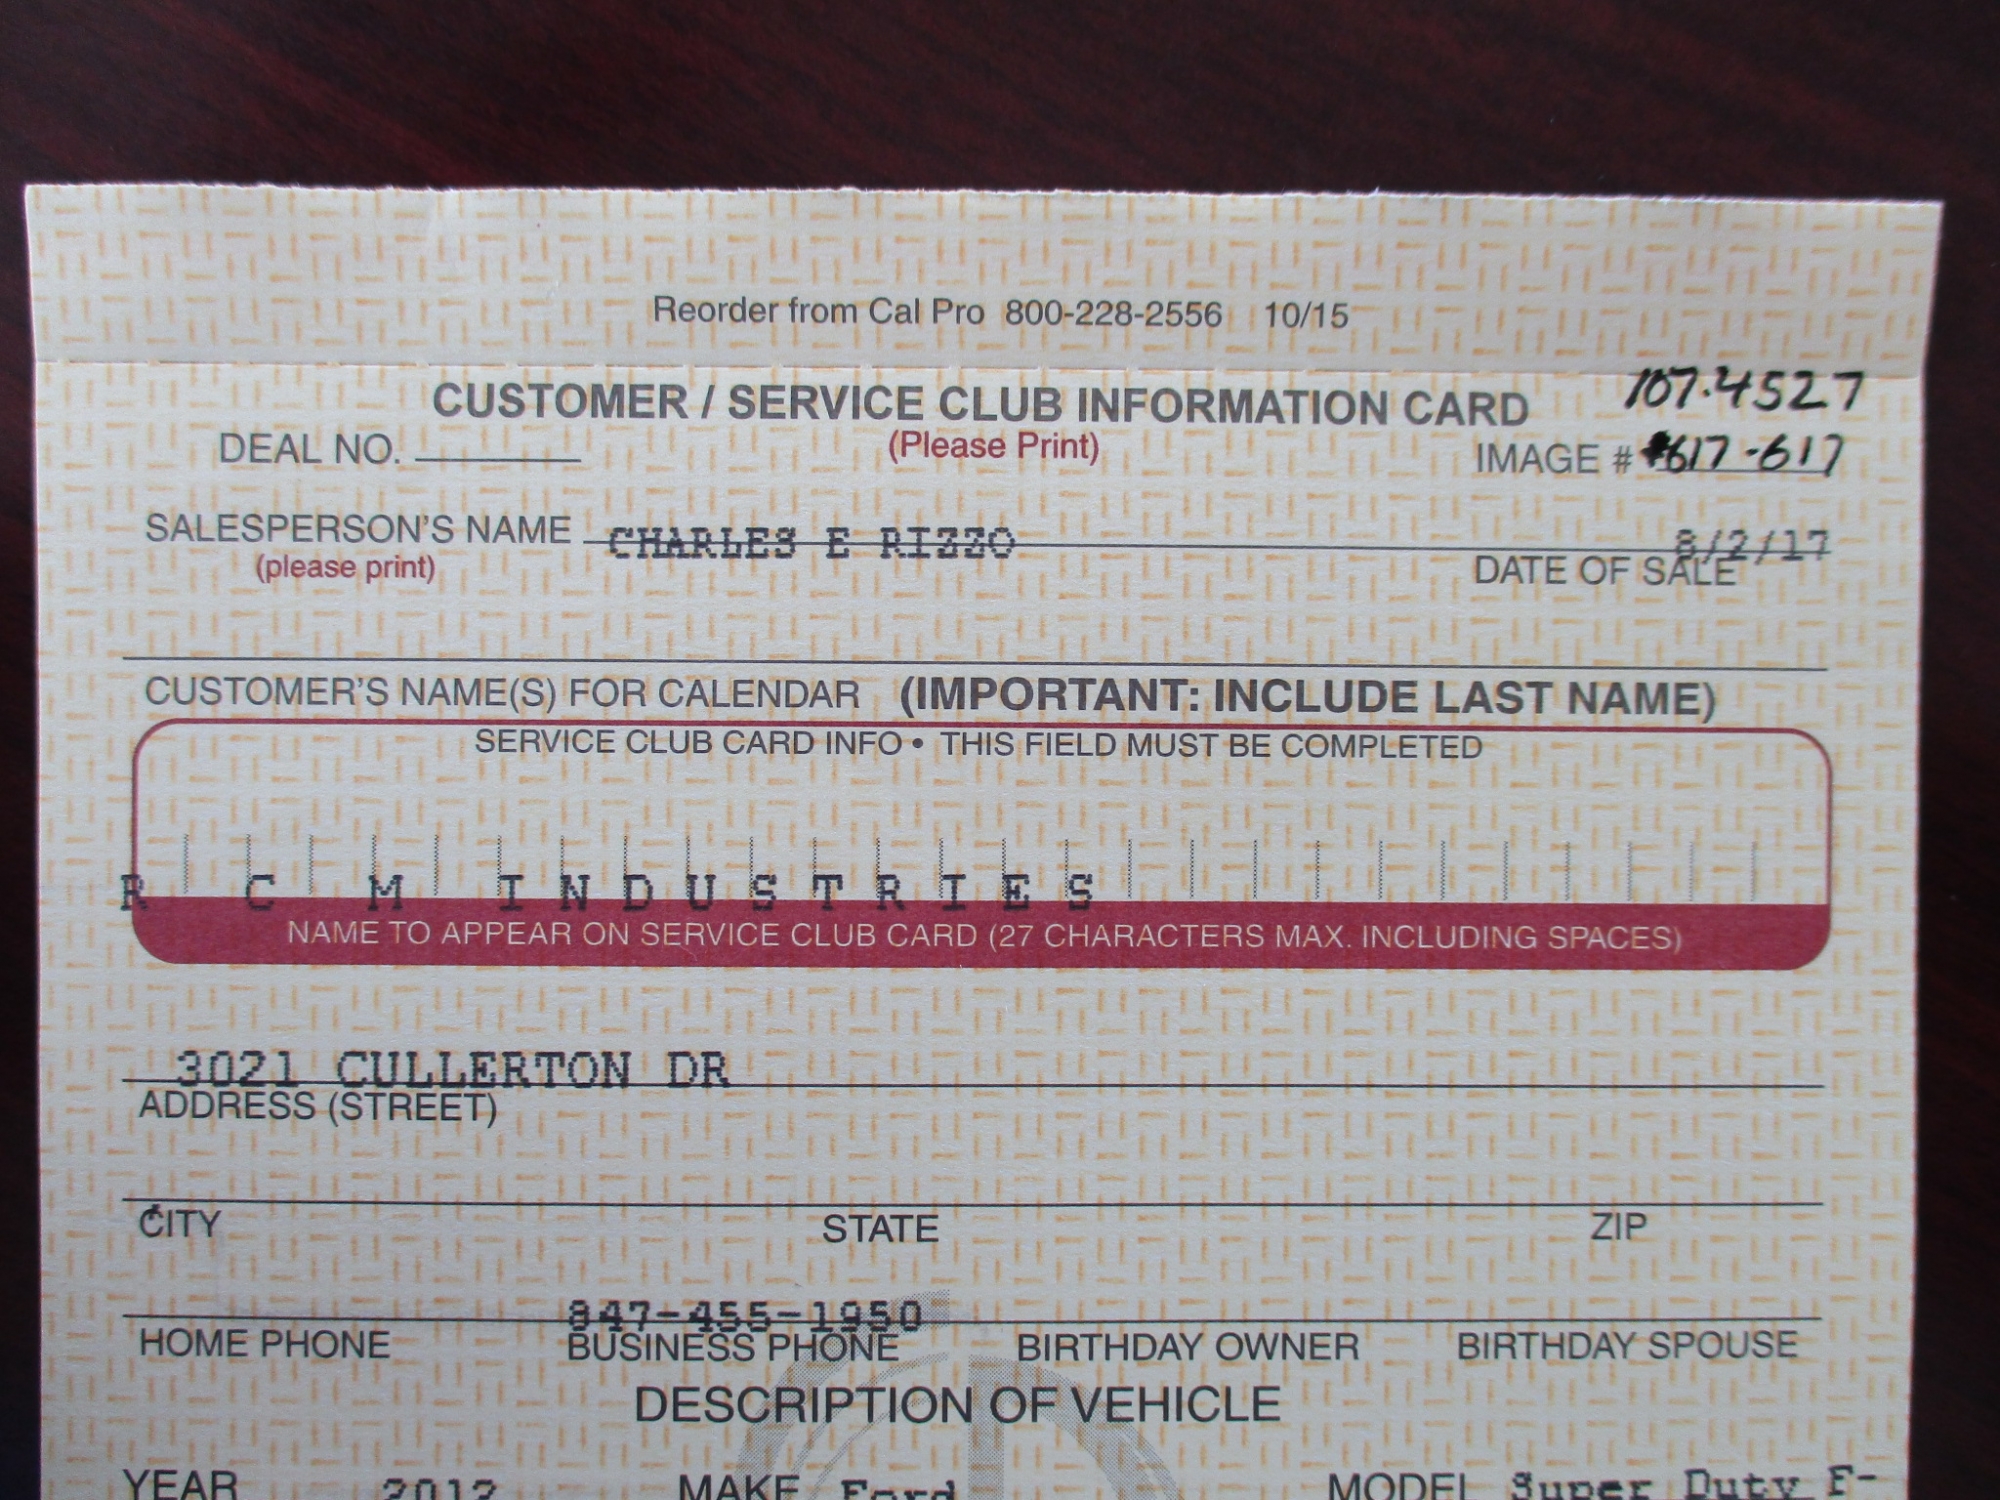 Reorder from Cal Pro 800-228-2556 10/15
CUSTOMER / SERVICE CLUB INFORMATION CARD 107.4527
DEAL NO. (Please Print) IMAGE # 617-617
SALESPERSON'S NAME CHARLES E RIZZO 8/2/17
(please print) DATE OF SALE
CUSTOMER'S NAME(S) FOR CALENDAR (IMPORTANT: INCLUDE LAST NAME)
SERVICE CLUB CARD INFO • THIS FIELD MUST BE COMPLETED
R C M INDUSTRIES
NAME TO APPEAR ON SERVICE CLUB CARD (27 CHARACTERS MAX. INCLUDING SPACES)
3021 CULLERTON DR
ADDRESS (STREET)
CITY STATE ZIP
847-455-1950
HOME PHONE BUSINESS PHONE BIRTHDAY OWNER BIRTHDAY SPOUSE
DESCRIPTION OF VEHICLE
YEAR 2012 MAKE Ford MODEL Super Duty F-